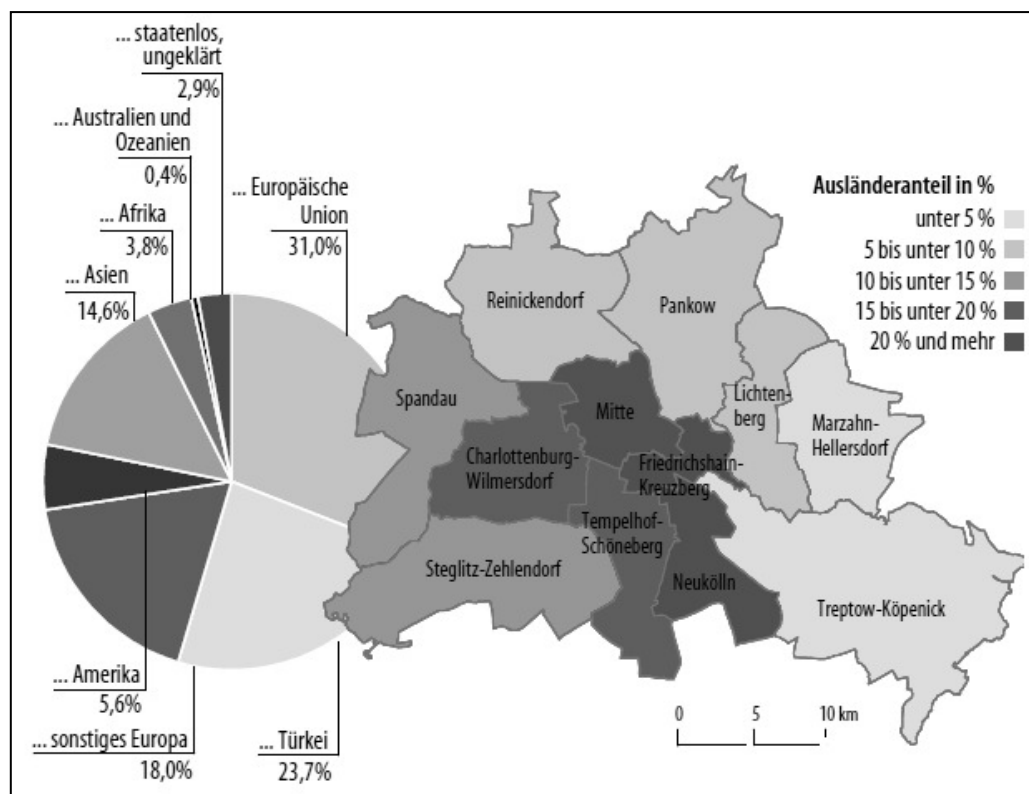 ... staatenlos,
ungeklärt
2,9%
... Australien und
Ozeanien
0,4%
... Afrika
3,8%
... Asien
14,6%
... Europäische
Union
31,0%
... Amerika
5,6%
... sonstiges Europa
18,0%
... Türkei
23,7%
Ausländeranteil in %
unter 5 %
5 bis unter 10 %
10 bis unter 15 %
15 bis unter 20 %
20 % und mehr
Reinickendorf
Pankow
Spandau
Mitte
Lichten-
berg
Marzahn-
Hellersdorf
Charlottenburg-
Wilmersdorf
Friedrichshain-
Kreuzberg
Tempelhof-
Schöneberg
Steglitz-Zehlendorf
Neukölln
Treptow-Köpenick
0 5 10 km